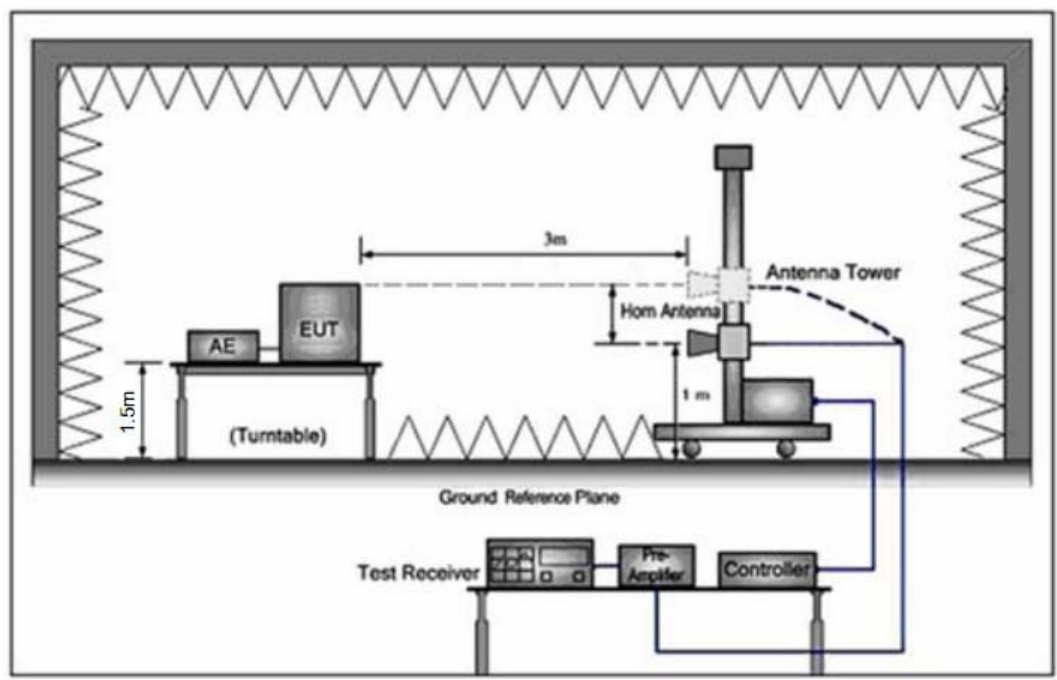 3m
Antenna Tower
Horn Antenna
EUT
AE
1 m
1.5m
(Turntable)
Ground Reference Plane
Test Receiver
Pre-
Amplifier
Controller